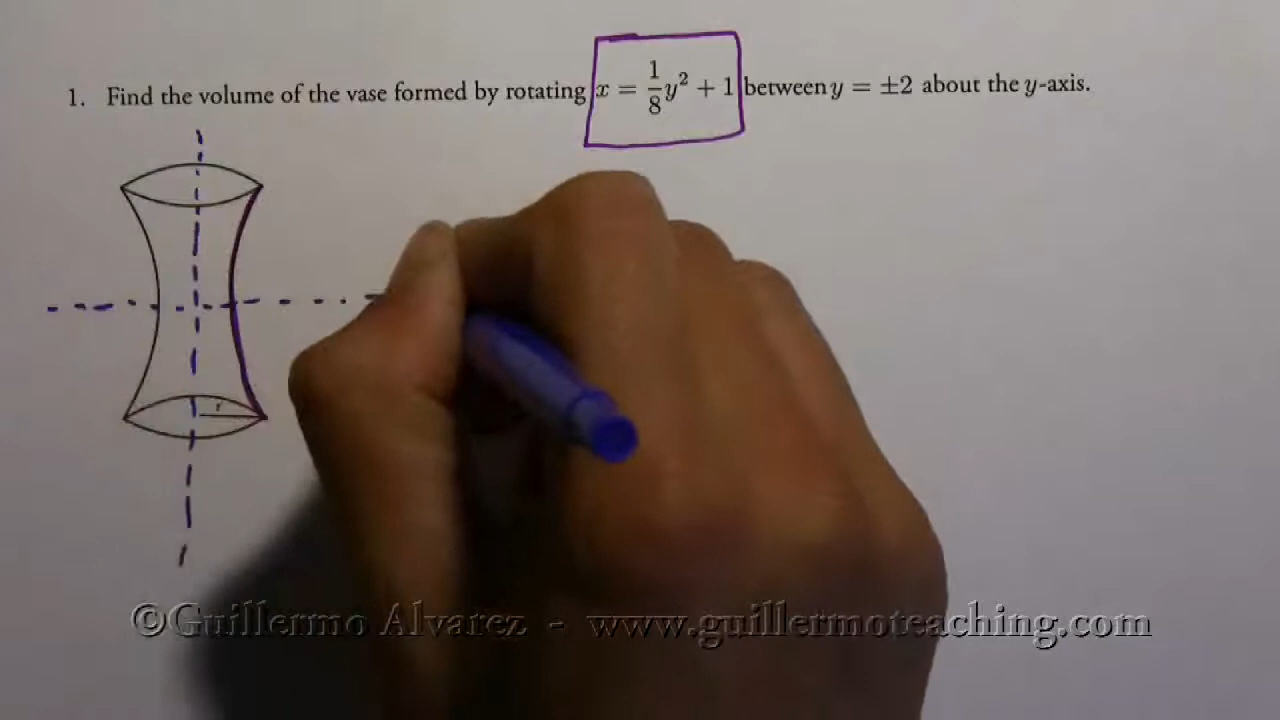 1. Find the volume of the vase formed by rotating x = 1/8 y² + 1 between y = ±2 about the y-axis.
r
©Guillermo Alvarez - www.guillermoteaching.com